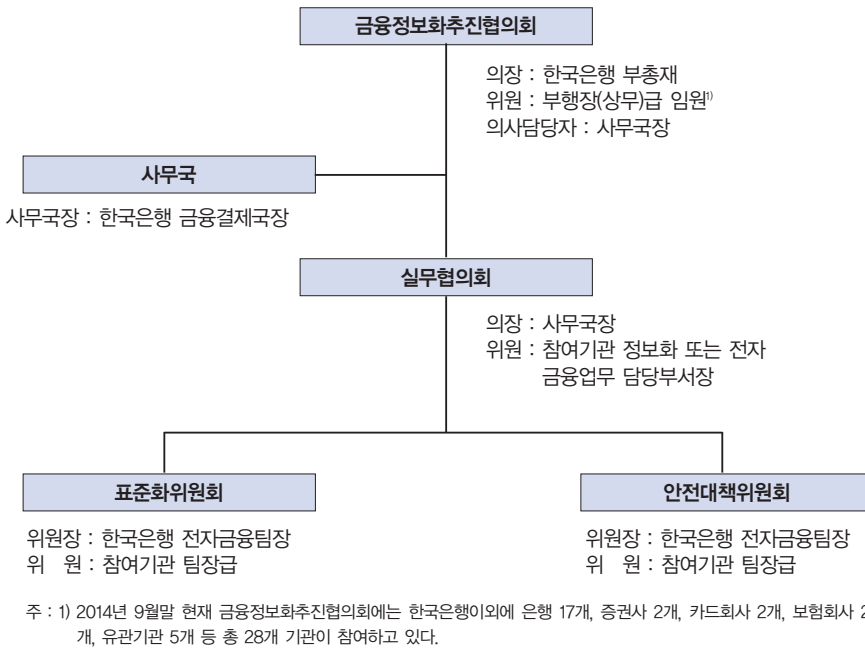 금융정보화추진협의회
의장 : 한국은행 부총재
위원 : 부행장(상무)급 임원¹⁾
의사담당자 : 사무국장
사무국
사무국장 : 한국은행 금융결제국장
실무협의회
의장 : 사무국장
위원 : 참여기관 정보화 또는 전자
금융업무 담당부서장
표준화위원회
위원장 : 한국은행 전자금융팀장
위 원 : 참여기관 팀장급
안전대책위원회
위원장 : 한국은행 전자금융팀장
위 원 : 참여기관 팀장급
주 : 1) 2014년 9월말 현재 금융정보화추진협의회에는 한국은행이외에 은행 17개, 증권사 2개, 카드회사 2개, 보험회사 2
개, 유관기관 5개 등 총 28개 기관이 참여하고 있다.